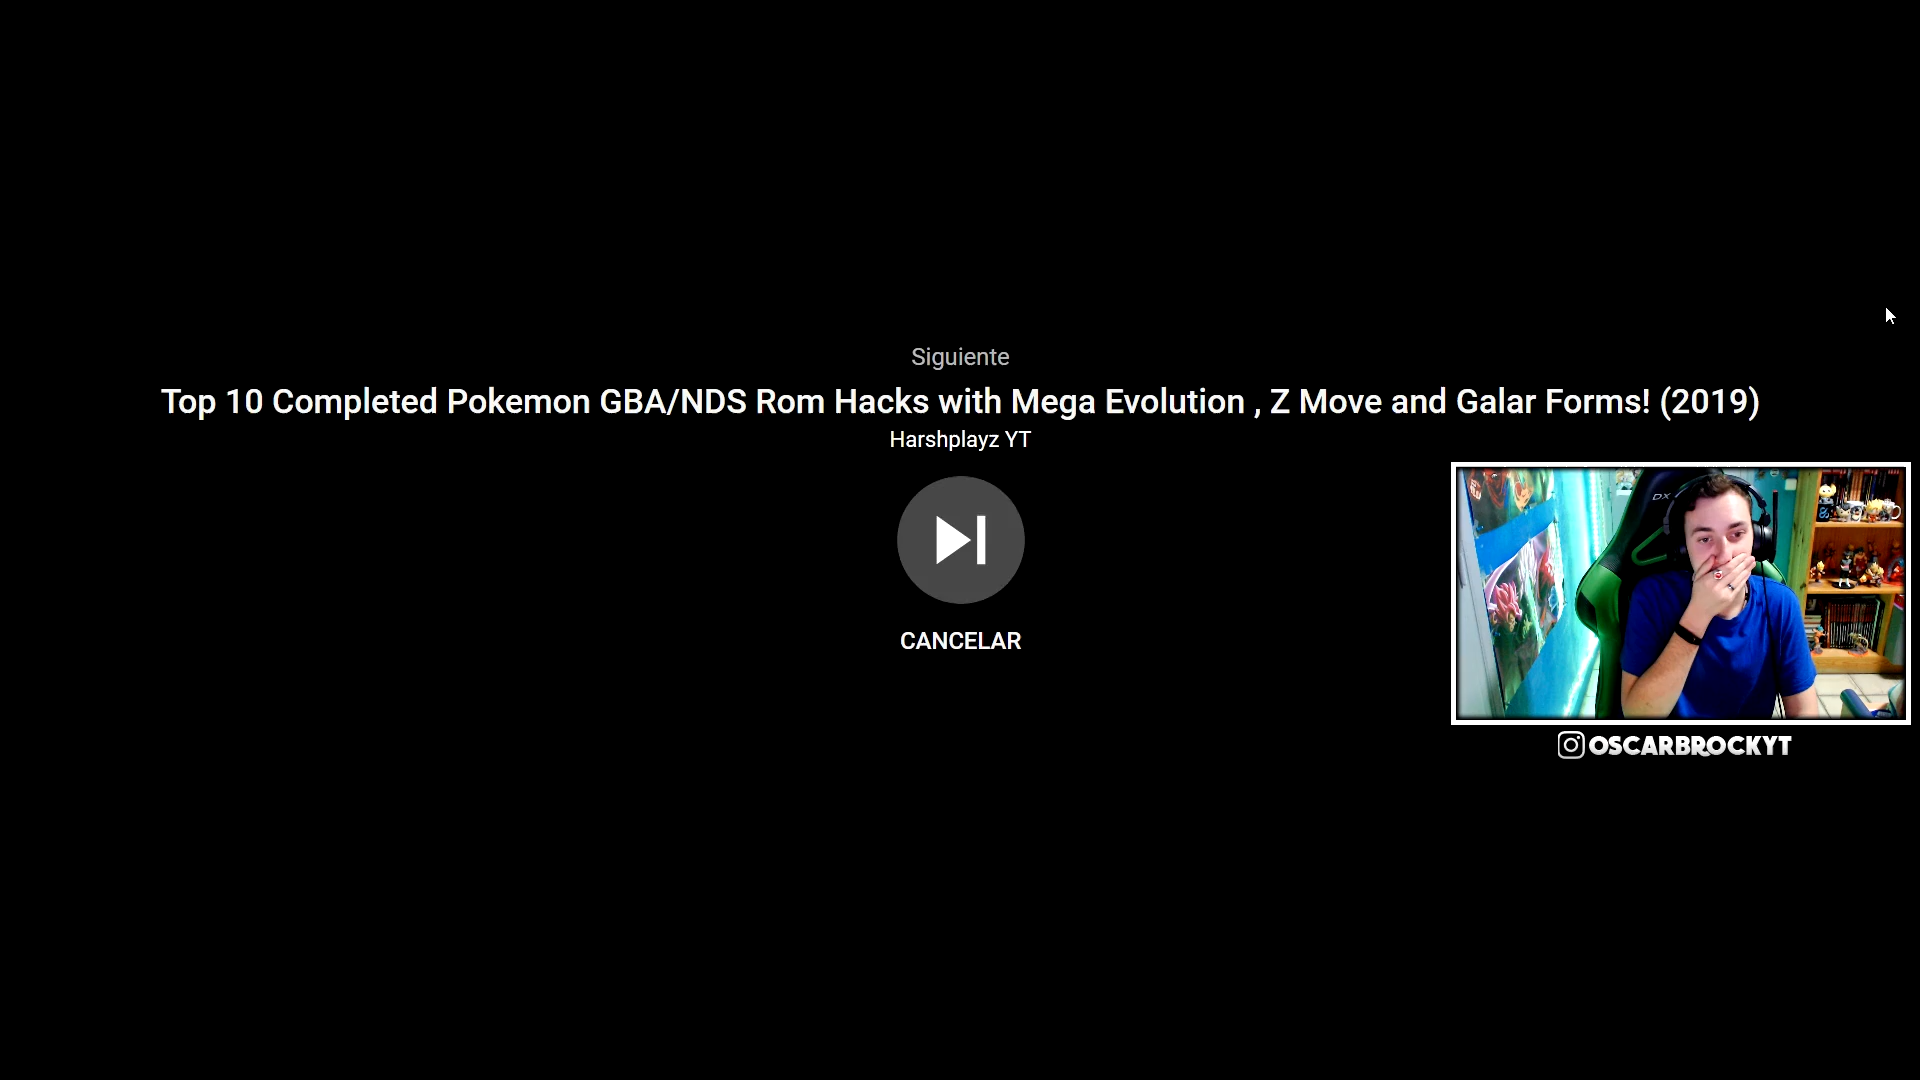 Siguiente
Top 10 Completed Pokemon GBA/NDS Rom Hacks with Mega Evolution , Z Move and Galar Forms! (2019)
Harshplayz YT
CANCELAR
DX
OSCARBROCKYT